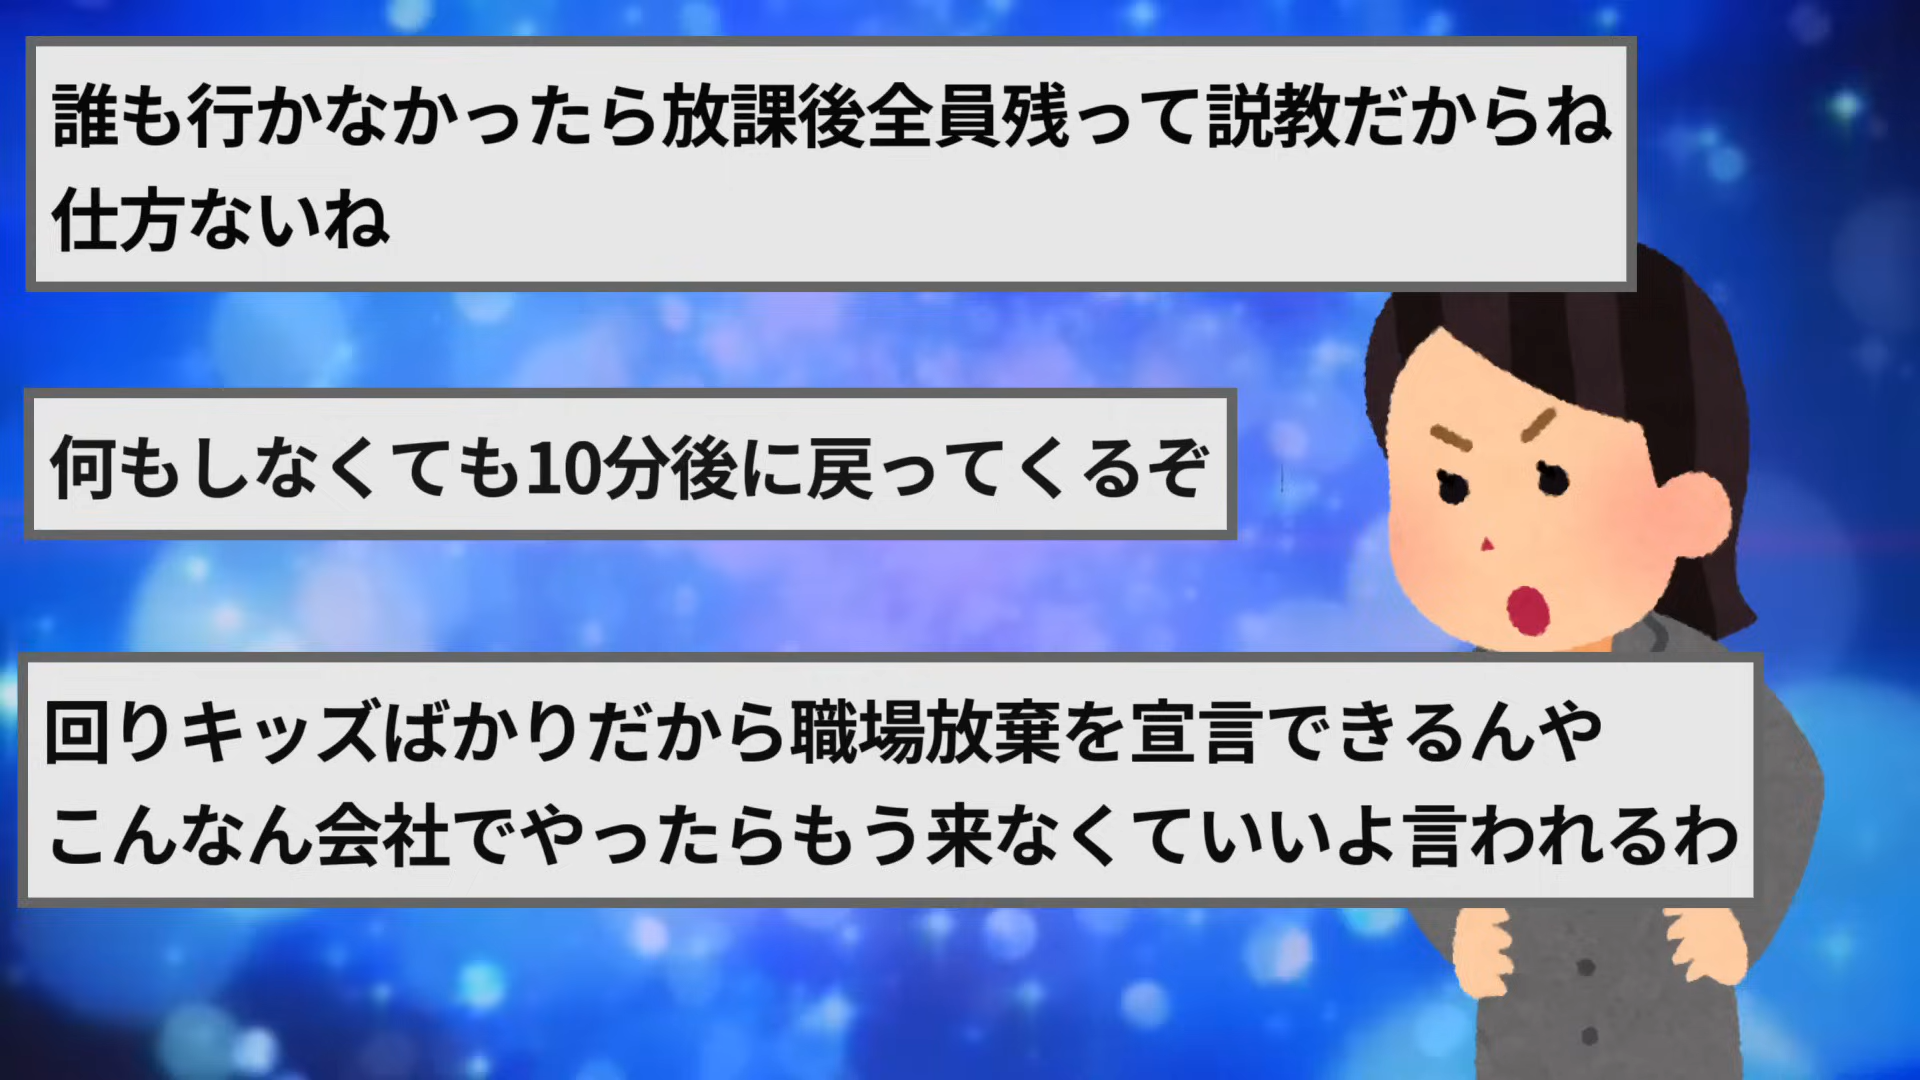 誰も行かなかったら放課後全員残って説教だからね
仕方ないね
何もしなくても10分後に戻ってくるぞ
回りキッズばかりだから職場放棄を宣言できるんや
こんなん会社でやったらもう来なくていいよ言われるわ